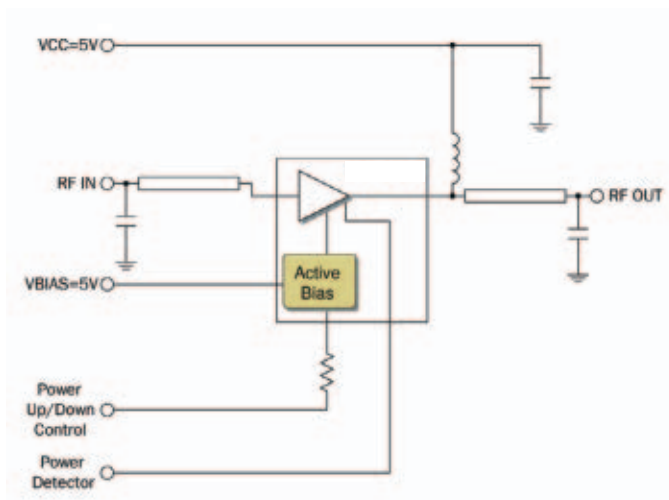 VCC=5V
RF IN
RF OUT
VBIAS=5V
Active
Bias
Power
Up/Down
Control
Power
Detector